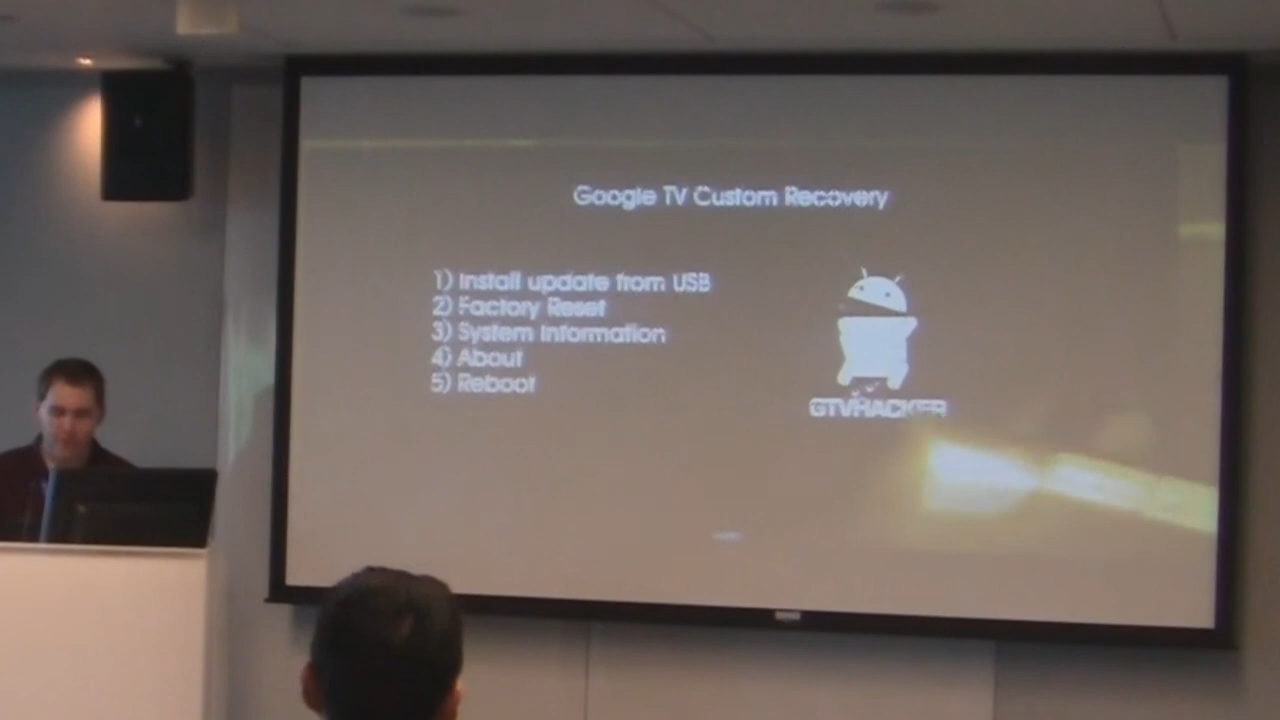 Google TV Custom Recovery
1) Install update from USB
2) Factory Reset
3) System Information
4) About
5) Reboot
GTVHACKER